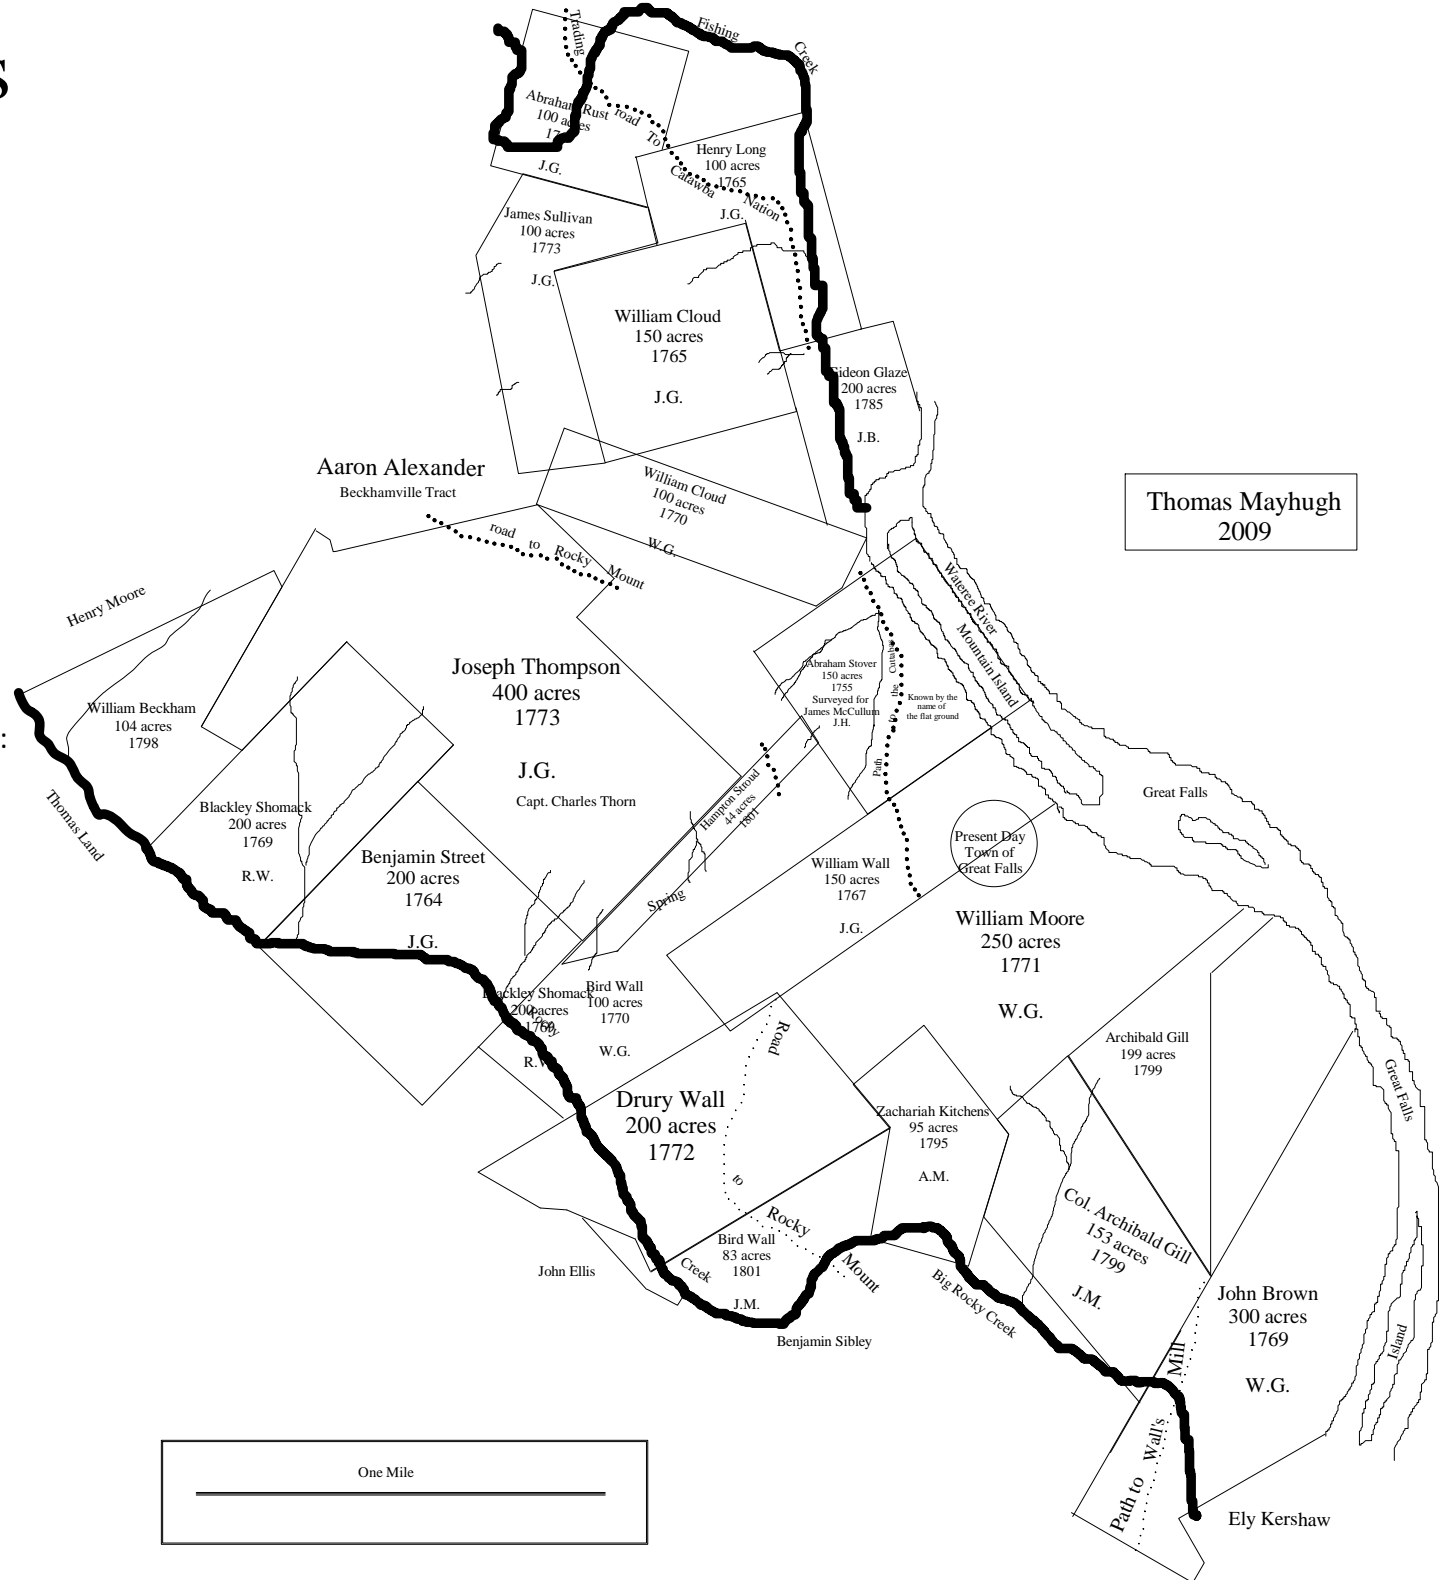 s
Fishing
Creek
Trading
road
To
Catawba
Nation
Abraham Rust
100 acres
J.G.
Henry Long
100 acres
1765
J.G.
James Sullivan
100 acres
1773
J.G.
William Cloud
150 acres
1765
J.G.
Gideon Glaze
200 acres
1785
J.B.
Aaron Alexander
Beckhamville Tract
William Cloud
100 acres
1770
W.G.
Thomas Mayhugh
2009
road to Rocky Mount
Henry Moore
Wateree River
Mountain Island
Joseph Thompson
400 acres
1773
J.G.
Capt. Charles Thorn
Abraham Stover
150 acres
1755
Surveyed for
James McCullum
J.H.
Path to the Cuttaba
Known by the
name of
the flat ground
William Beckham
104 acres
1798
:
Thomas Land
Blackley Shomack
200 acres
1769
R.W.
Hampton Stroud
44 acres
1801
Great Falls
Present Day
Town of
Great Falls
Benjamin Street
200 acres
1764
J.G.
William Wall
150 acres
1767
J.G.
Spring
William Moore
250 acres
1771
W.G.
Blackley Shomack
200 acres
1769
R.W.
Rocky
Bird Wall
100 acres
1770
W.G.
Road
to
Rocky
Mount
Archibald Gill
199 acres
1799
Great Falls
Drury Wall
200 acres
1772
Zachariah Kitchens
95 acres
1795
A.M.
Col. Archibald Gill
153 acres
1799
J.M.
Bird Wall
83 acres
1801
J.M.
Creek
John Ellis
Benjamin Sibley
Big Rocky Creek
John Brown
300 acres
1769
W.G.
Island
Path to Wall's Mill
One Mile
Ely Kershaw